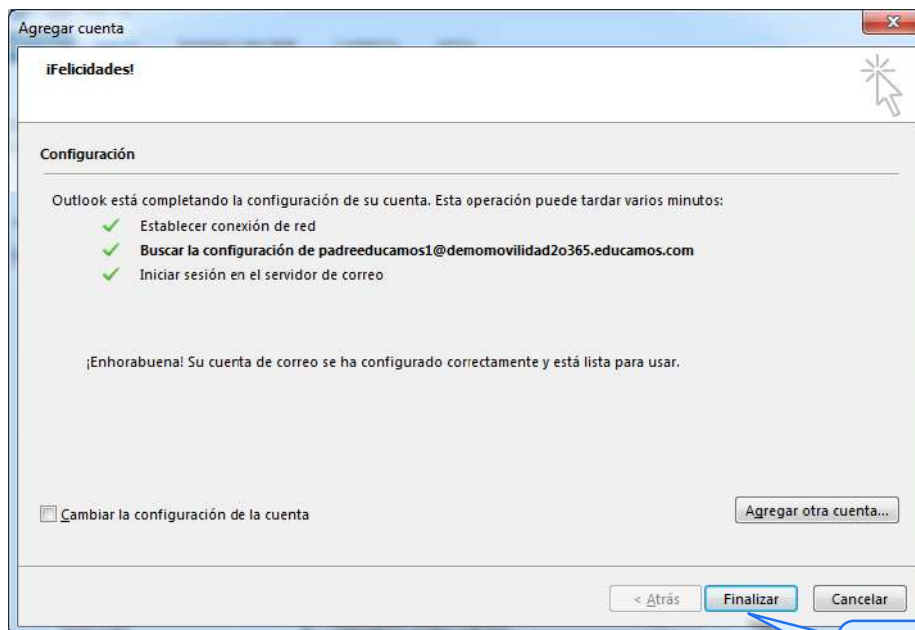 Agregar cuenta
¡Felicidades!
Configuración
Outlook está completando la configuración de su cuenta. Esta operación puede tardar varios minutos:
Establecer conexión de red
Buscar la configuración de padreeducamos1@demomovilidad2o365.educamos.com
Iniciar sesión en el servidor de correo
¡Enhorabuena! Su cuenta de correo se ha configurado correctamente y está lista para usar.
Cambiar la configuración de la cuenta
Agregar otra cuenta...
< Atrás
Finalizar
Cancelar